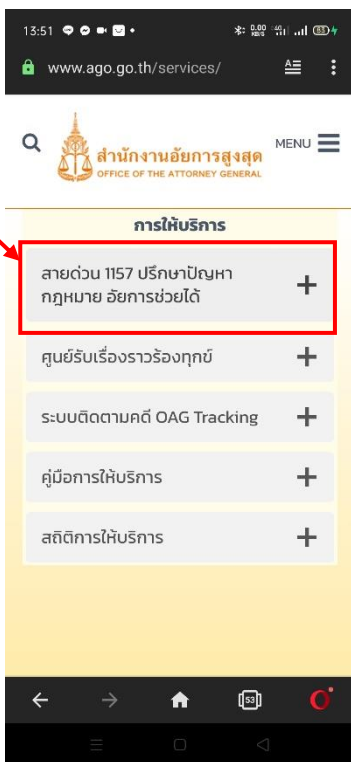 13:51
0.00
KB/S
4G
83
www.ago.go.th/services/
สำนักงานอัยการสูงสุด
OFFICE OF THE ATTORNEY GENERAL
MENU
การให้บริการ
สายด่วน 1157 ปรึกษาปัญหา
กฎหมาย อัยการช่วยได้
ศูนย์รับเรื่องราวร้องทุกข์
ระบบติดตามคดี OAG Tracking
คู่มือการให้บริการ
สถิติการให้บริการ
53